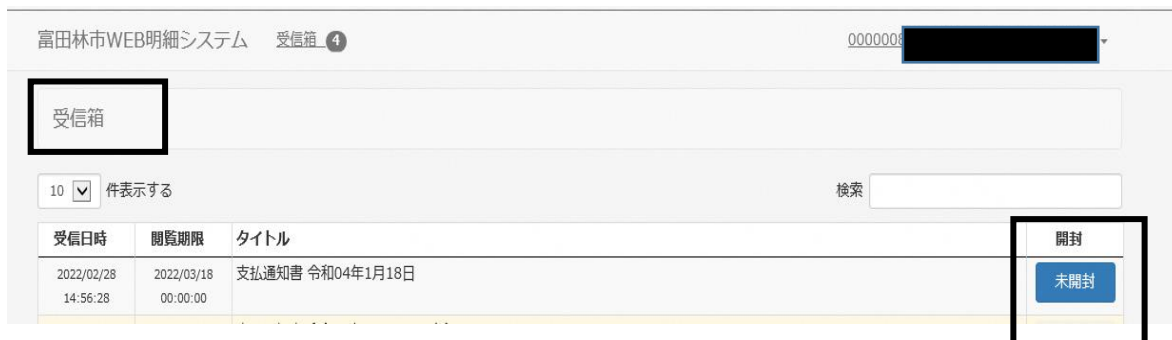 富田林市WEB明細システム 受信箱 4 0000008
受信箱
10 件表示する 検索
受信日時 閲覧期限 タイトル 開封
2022/02/28 2022/03/18 支払通知書 令和04年1月18日 未開封
14:56:28 00:00:00